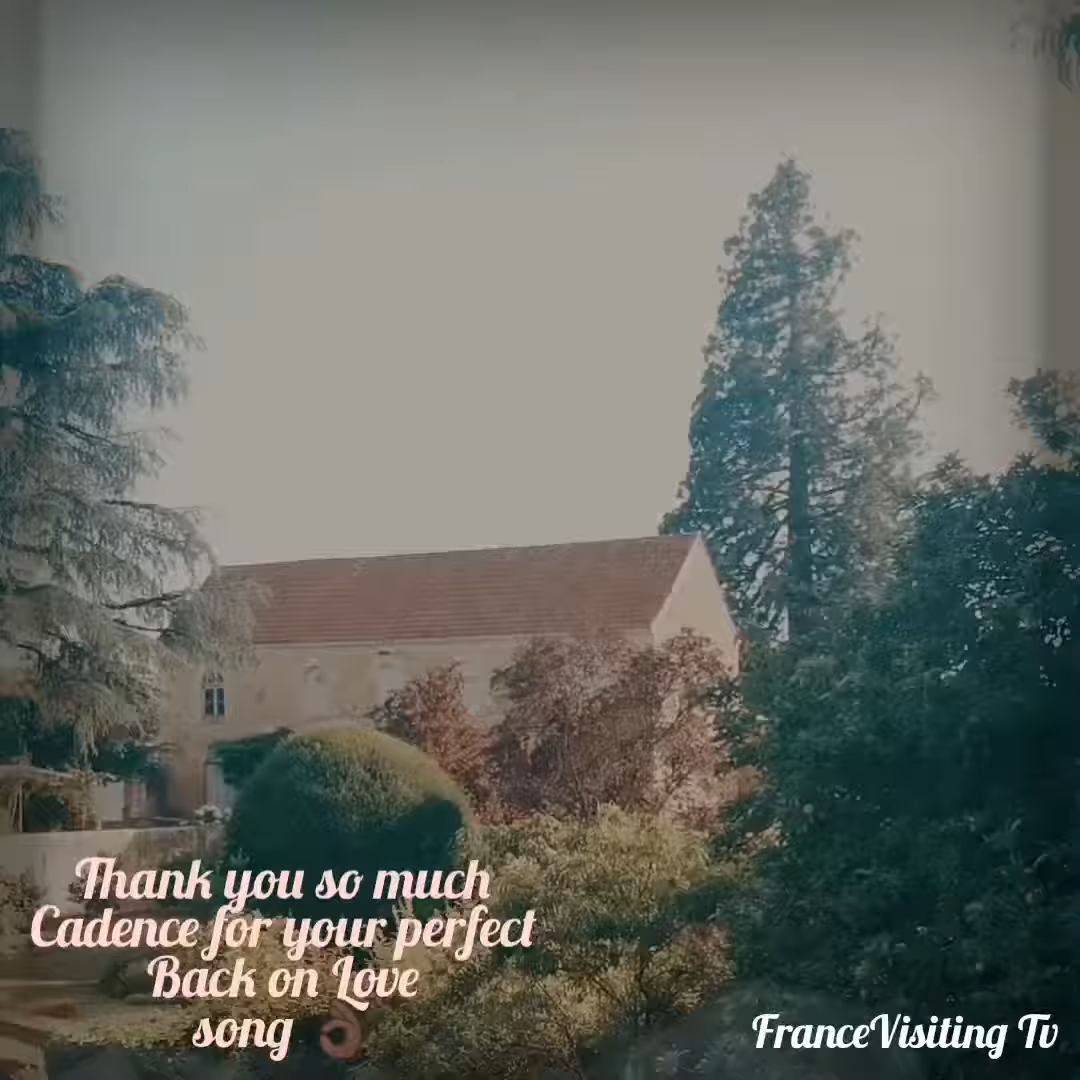 Thank you so much
Cadence for your perfect
Back on Love
song
FranceVisiting Tv